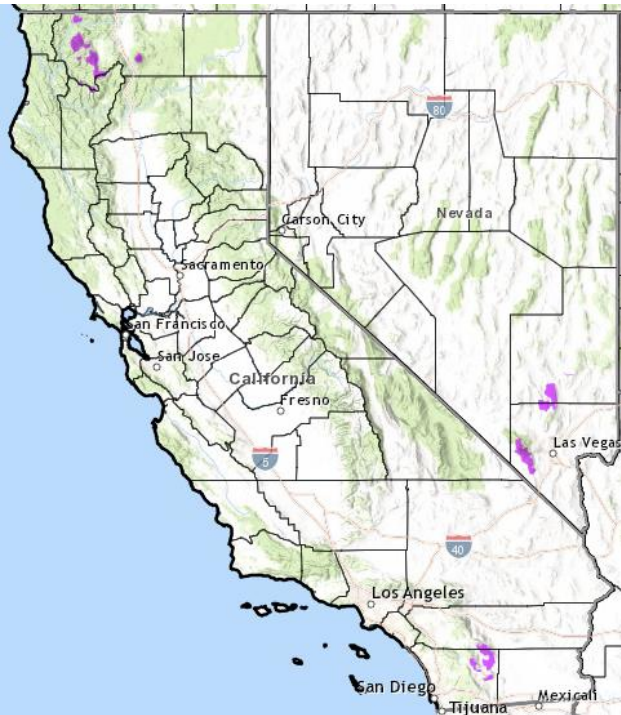 80
Carson City
Nevada
Sacramento
San Francisco
San Jose
California
Fresno
Las Vegas
5
40
Los Angeles
San Diego
Tijuana
Mexicali